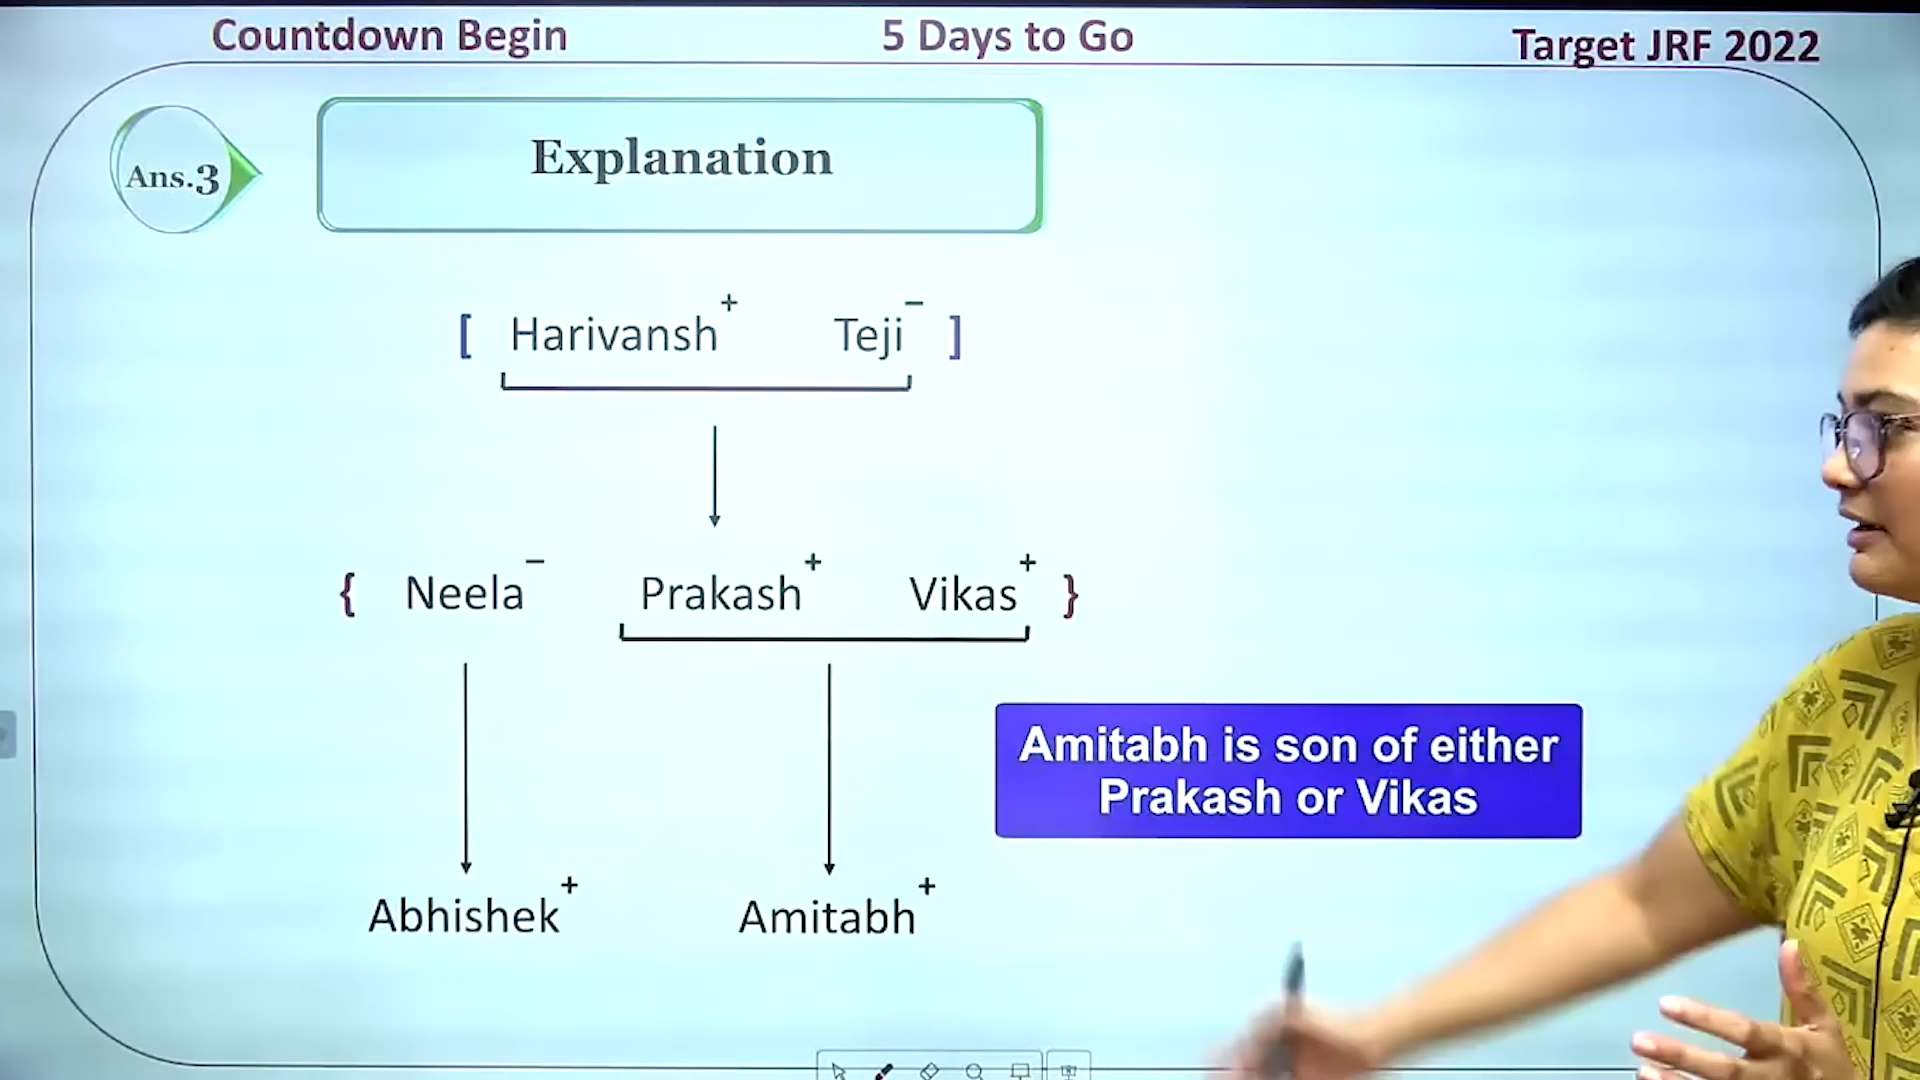 Countdown Begin 5 Days to Go Target JRF 2022
Ans.3
Explanation
[ Harivansh+ Teji− ]
{ Neela− Prakash+ Vikas+ }
Amitabh is son of either
Prakash or Vikas
Abhishek+ Amitabh+